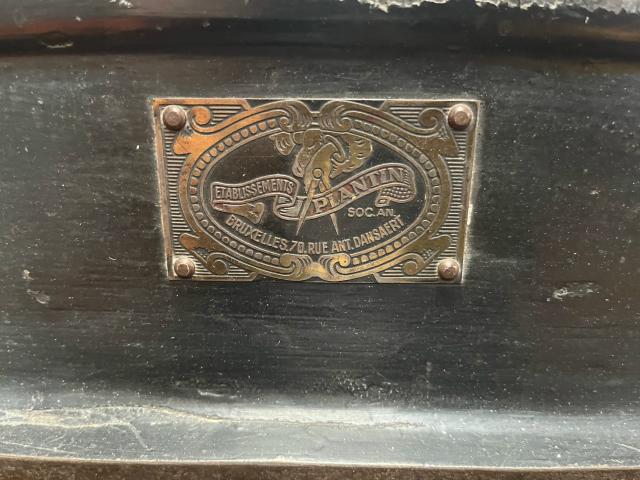 ETABLISSEMENTS
PLANTIN
SOC. AN.
BRUXELLES. 70. RUE ANT. DANSAERT